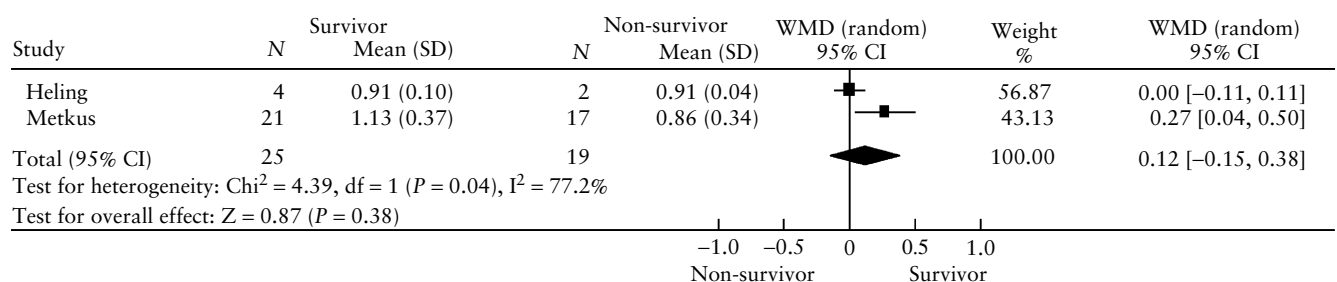 Survivor Non-survivor WMD (random) Weight WMD (random)
Study N Mean (SD) N Mean (SD) 95% CI % 95% CI
Heling 4 0.91 (0.10) 2 0.91 (0.04) 56.87 0.00 [−0.11, 0.11]
Metkus 21 1.13 (0.37) 17 0.86 (0.34) 43.13 0.27 [0.04, 0.50]
Total (95% CI) 25 19 100.00 0.12 [−0.15, 0.38]
Test for heterogeneity: Chi² = 4.39, df = 1 (P = 0.04), I² = 77.2%
Test for overall effect: Z = 0.87 (P = 0.38)
−1.0 −0.5 0 0.5 1.0
Non-survivor Survivor